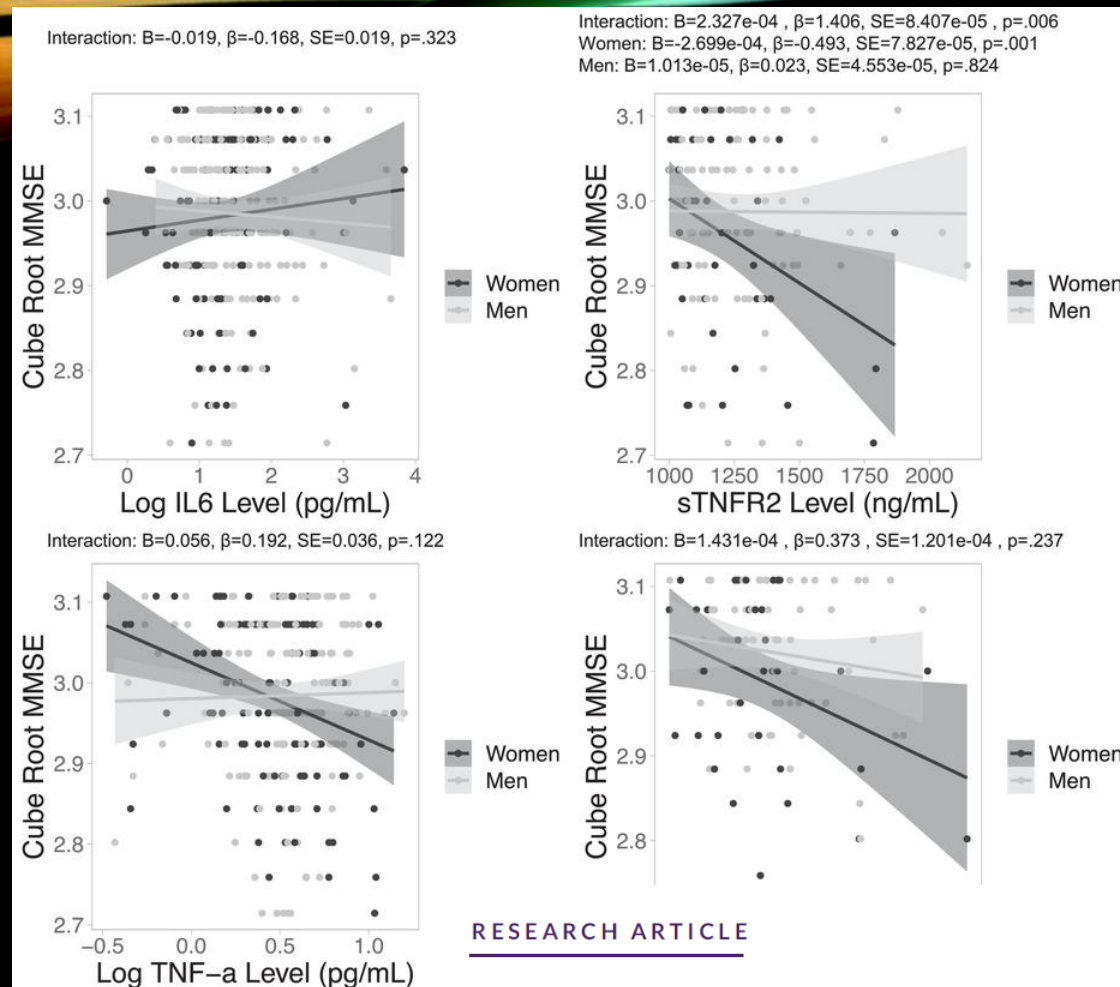 Interaction: B=-0.019, β=-0.168, SE=0.019, p=.323
3.1
3.0
2.9
2.8
2.7
Cube Root MMSE
0 1 2 3 4
Log IL6 Level (pg/mL)
Women
Men
Interaction: B=2.327e-04 , β=1.406, SE=8.407e-05 , p=.006
Women: B=-2.699e-04, β=-0.493, SE=7.827e-05, p=.001
Men: B=1.013e-05, β=0.023, SE=4.553e-05, p=.824
3.1
3.0
2.9
2.8
2.7
Cube Root MMSE
1000 1250 1500 1750 2000
sTNFR2 Level (ng/mL)
Women
Men
Interaction: B=0.056, β=0.192, SE=0.036, p=.122
3.1
3.0
2.9
2.8
2.7
Cube Root MMSE
−0.5 0.0 0.5 1.0
Log TNF−a Level (pg/mL)
Women
Men
Interaction: B=1.431e-04 , β=0.373 , SE=1.201e-04 , p=.237
3.1
3.0
2.9
2.8
Cube Root MMSE
Women
Men
RESEARCH ARTICLE